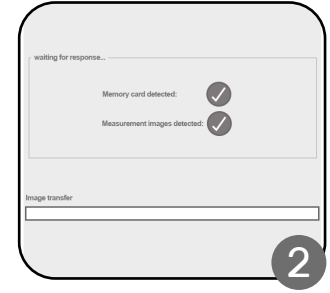 waiting for response...
Memory card detected:
Measurement images detected:
Image transfer
2